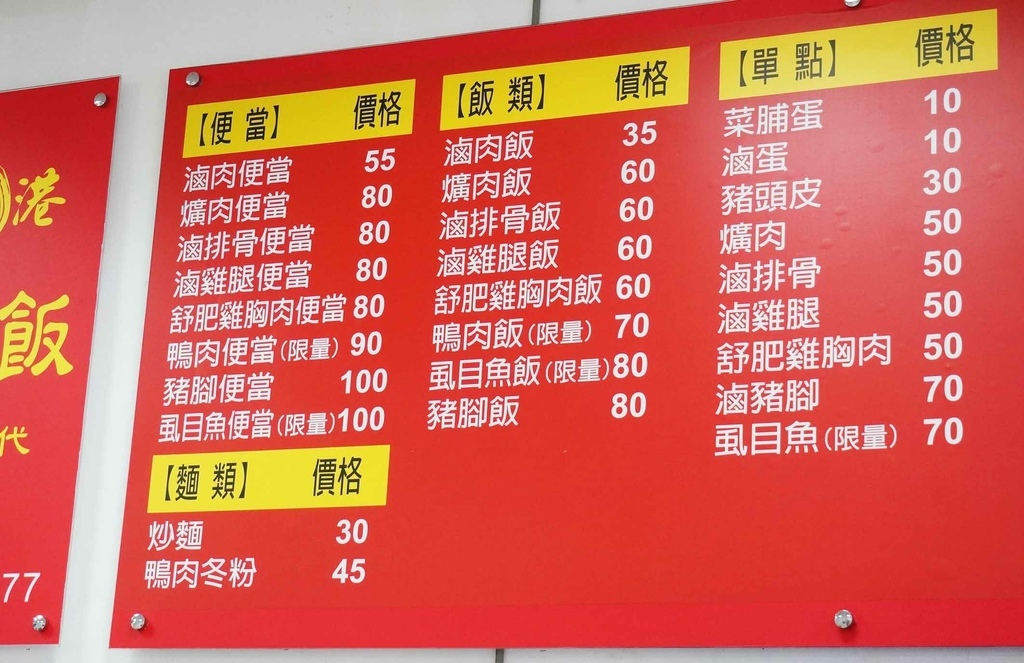 港
飯
代
77
【便 當】 價格
滷肉便當 55
爌肉便當 80
滷排骨便當 80
滷雞腿便當 80
舒肥雞胸肉便當 80
鴨肉便當(限量) 90
豬腳便當 100
虱目魚便當(限量) 100
【麵 類】 價格
炒麵 30
鴨肉冬粉 45
【飯 類】 價格
滷肉飯 35
爌肉飯 60
滷排骨飯 60
滷雞腿飯 60
舒肥雞胸肉飯 60
鴨肉飯(限量) 70
虱目魚飯(限量) 80
豬腳飯 80
【單 點】 價格
菜脯蛋 10
滷蛋 10
豬頭皮 30
爌肉 50
滷排骨 50
滷雞腿 50
舒肥雞胸肉 50
滷豬腳 70
虱目魚(限量) 70